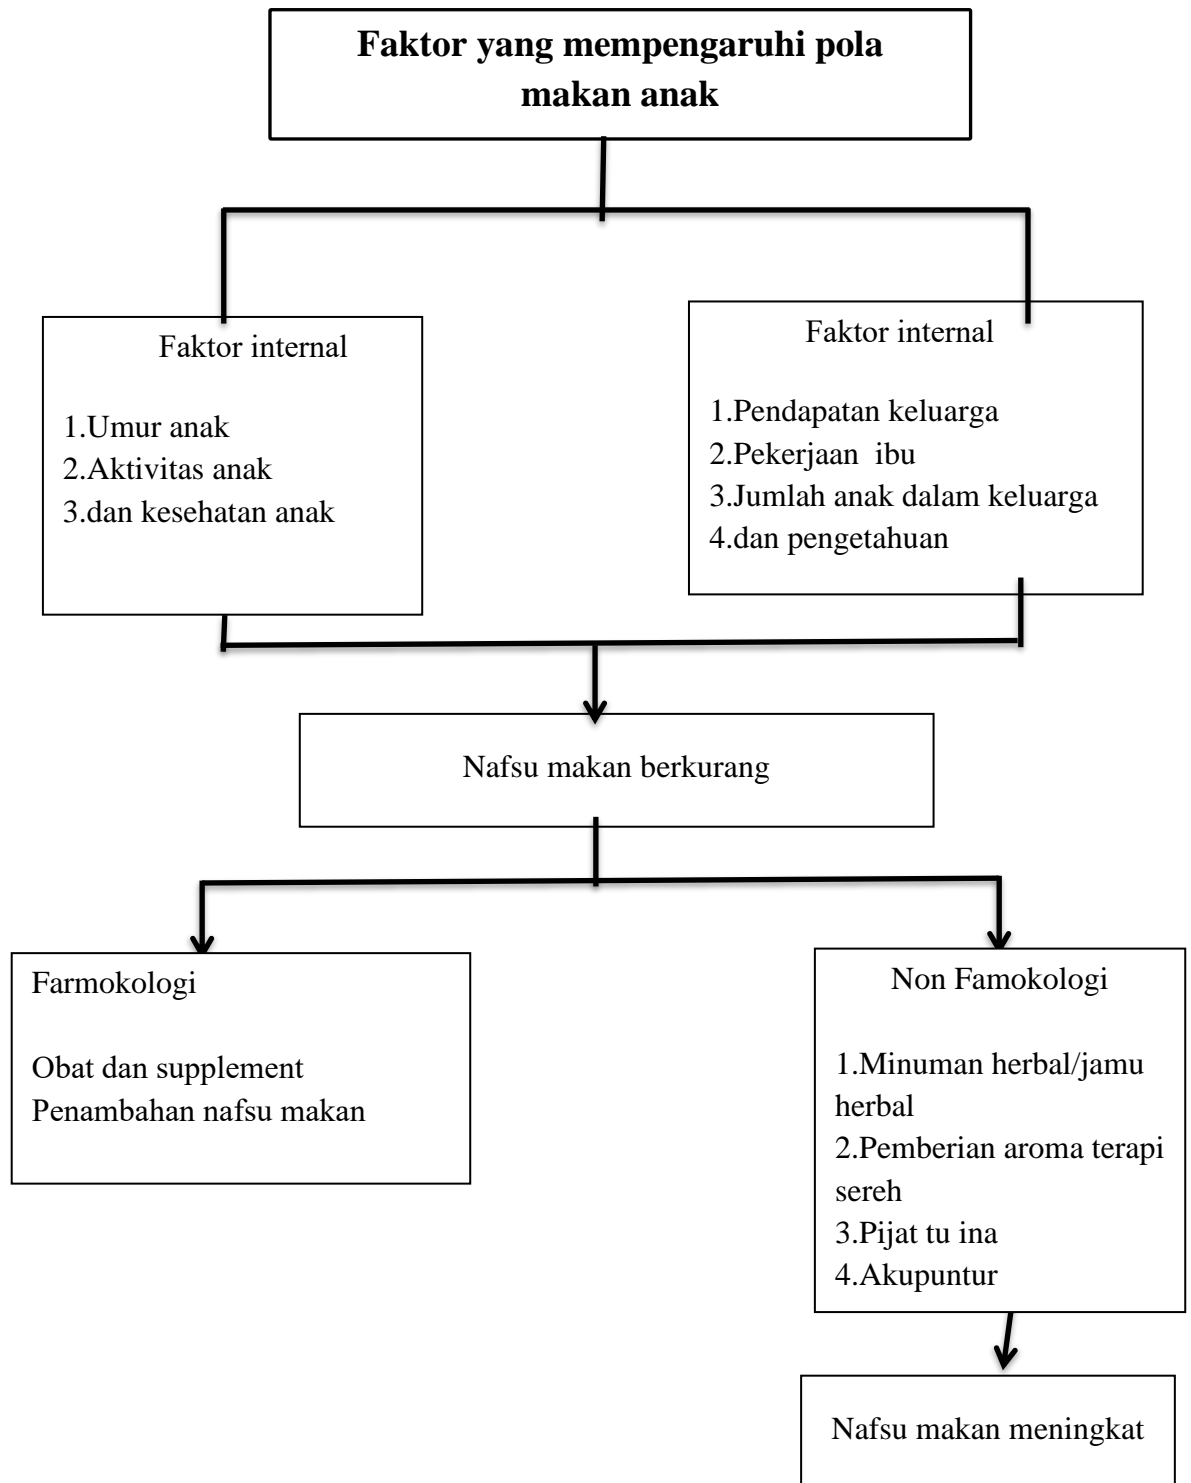 Faktor yang mempengaruhi pola
makan anak
Faktor internal
1.Umur anak
2.Aktivitas anak
3.dan kesehatan anak
Faktor internal
1.Pendapatan keluarga
2.Pekerjaan  ibu
3.Jumlah anak dalam keluarga
4.dan pengetahuan
Nafsu makan berkurang
Farmokologi
Obat dan supplement
Penambahan nafsu makan
Non Famokologi
1.Minuman herbal/jamu
herbal
2.Pemberian aroma terapi
sereh
3.Pijat tu ina
4.Akupuntur
Nafsu makan meningkat